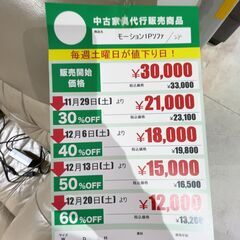 中古家具代行販売商品
モーションIPソファ/
毎週土曜日が値下り日！
販売開始価格 ¥30,000
税込価格 ¥33,000
11月29日(土)より ¥21,000
30%OFF 税込価格 ¥23,100
12月6日(土)より ¥18,000
40%OFF 税込価格 ¥19,800
12月13日(土)より ¥15,000
50%OFF 税込価格 ¥16,500
12月20日(土)より ¥12,000
60%OFF 税込価格 ¥13,200
W D H